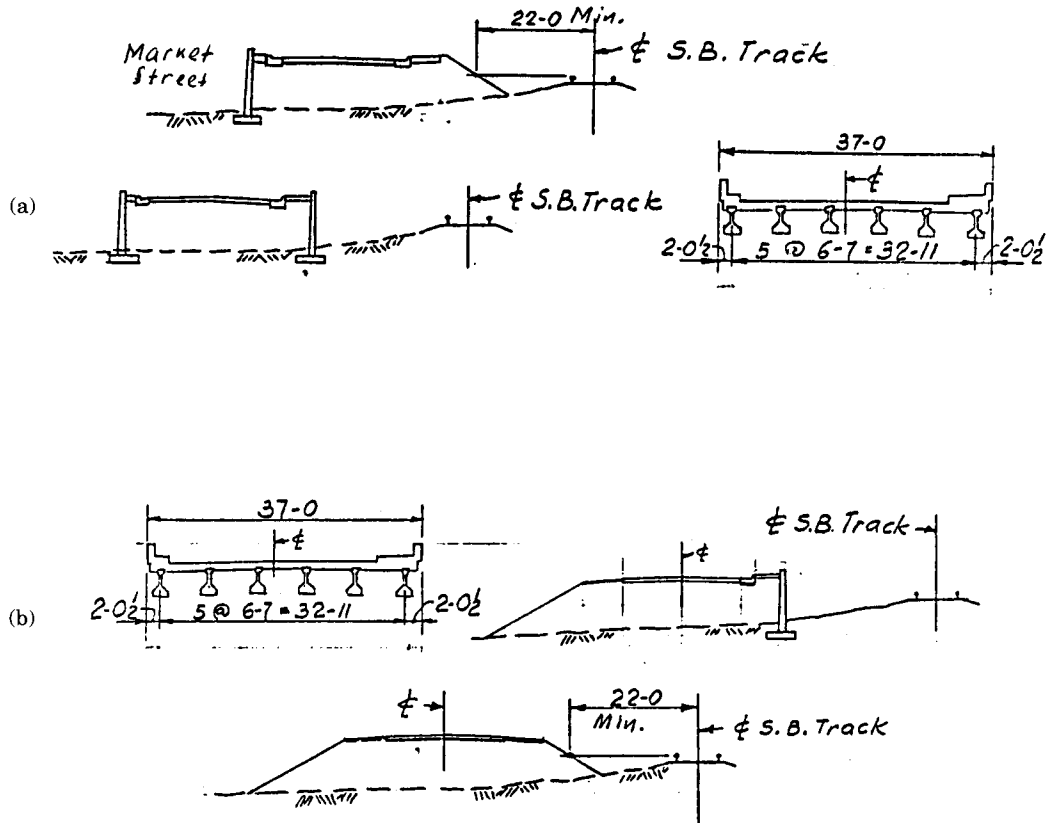 22-0 Min.
Market
Street
℄ S.B. Track
37-0
℄
(a)
℄ S.B. Track
2-0½ 5 @ 6-7 = 32-11 2-0½
37-0
℄ S.B. Track
℄
℄
2-0½ 5 @ 6-7 = 32-11 2-0½
(b)
℄
22-0
Min.
℄ S.B. Track